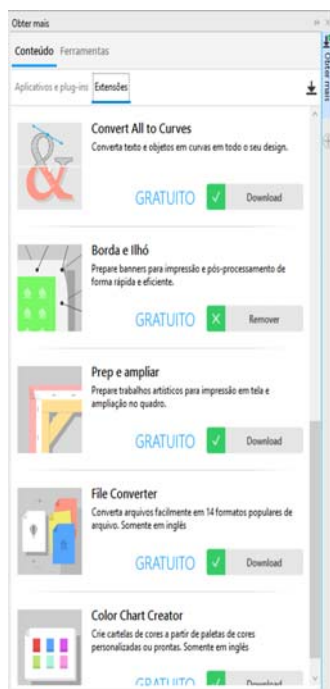 Obter mais
Conteúdo Ferramentas
Aplicativos e plug-ins Extensões
Convert All to Curves
Converta texto e objetos em curvas em todo o seu design.
GRATUITO Download
Borda e Ilhó
Prepare banners para impressão e pós-processamento de
forma rápida e eficiente.
GRATUITO Remover
Prep e ampliar
Prepare trabalhos artísticos para impressão em tela e
ampliação no quadro.
GRATUITO Download
File Converter
Converta arquivos facilmente em 14 formatos populares de
arquivo. Somente em inglês
GRATUITO Download
Color Chart Creator
Crie cartelas de cores a partir de paletas de cores
personalizadas ou prontas. Somente em inglês
GRATUITO Download
Obter mais